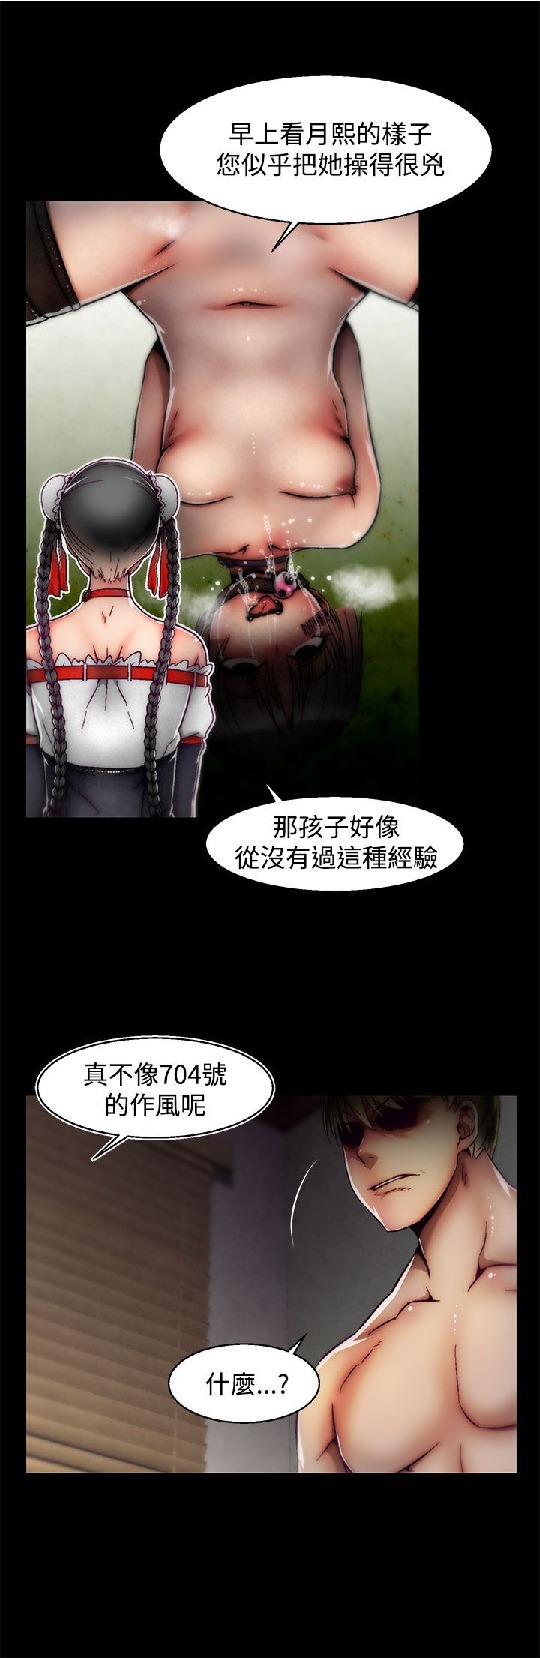 早上看月熙的樣子
您似乎把她操得很兇
那孩子好像
從沒有過這種經驗
真不像704號
的作風呢
什麼...?